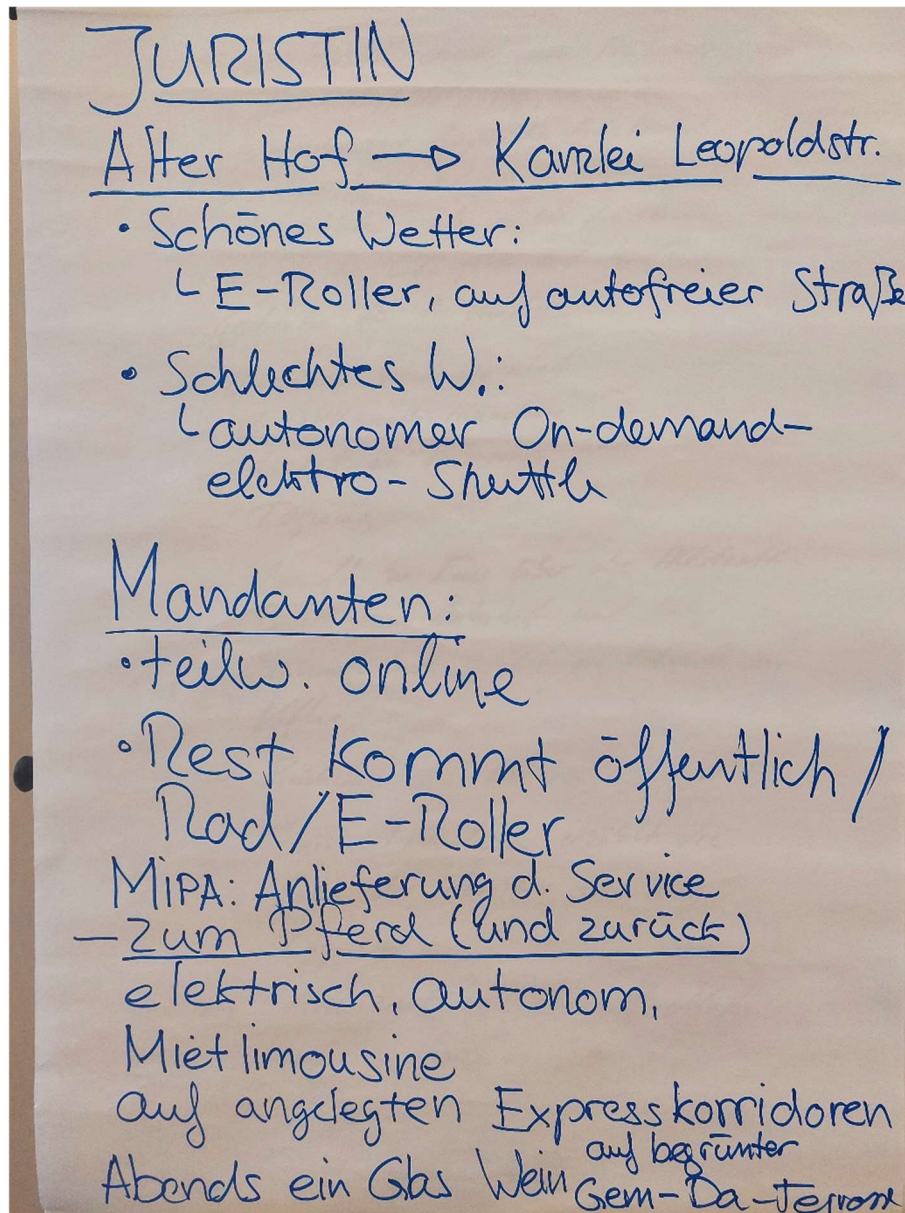 JURISTIN
Alter Hof → Kanzlei Leopoldstr.
• Schönes Wetter:
└ E-Roller, auf autofreier Straße
• Schlechtes W.:
└ autonomer On-demand-
elektro-Shuttle
Mandanten:
• teilw. online
• Rest kommt öffentlich /
Rad/E-Roller
MiPA: Anlieferung d. Service
— Zum Pferd (und zurück)
elektrisch, autonom,
Mietlimousine
auf angelegten Expresskorridoren
Abends ein Glas Wein auf begrünter
Gem-Da-Terrasse